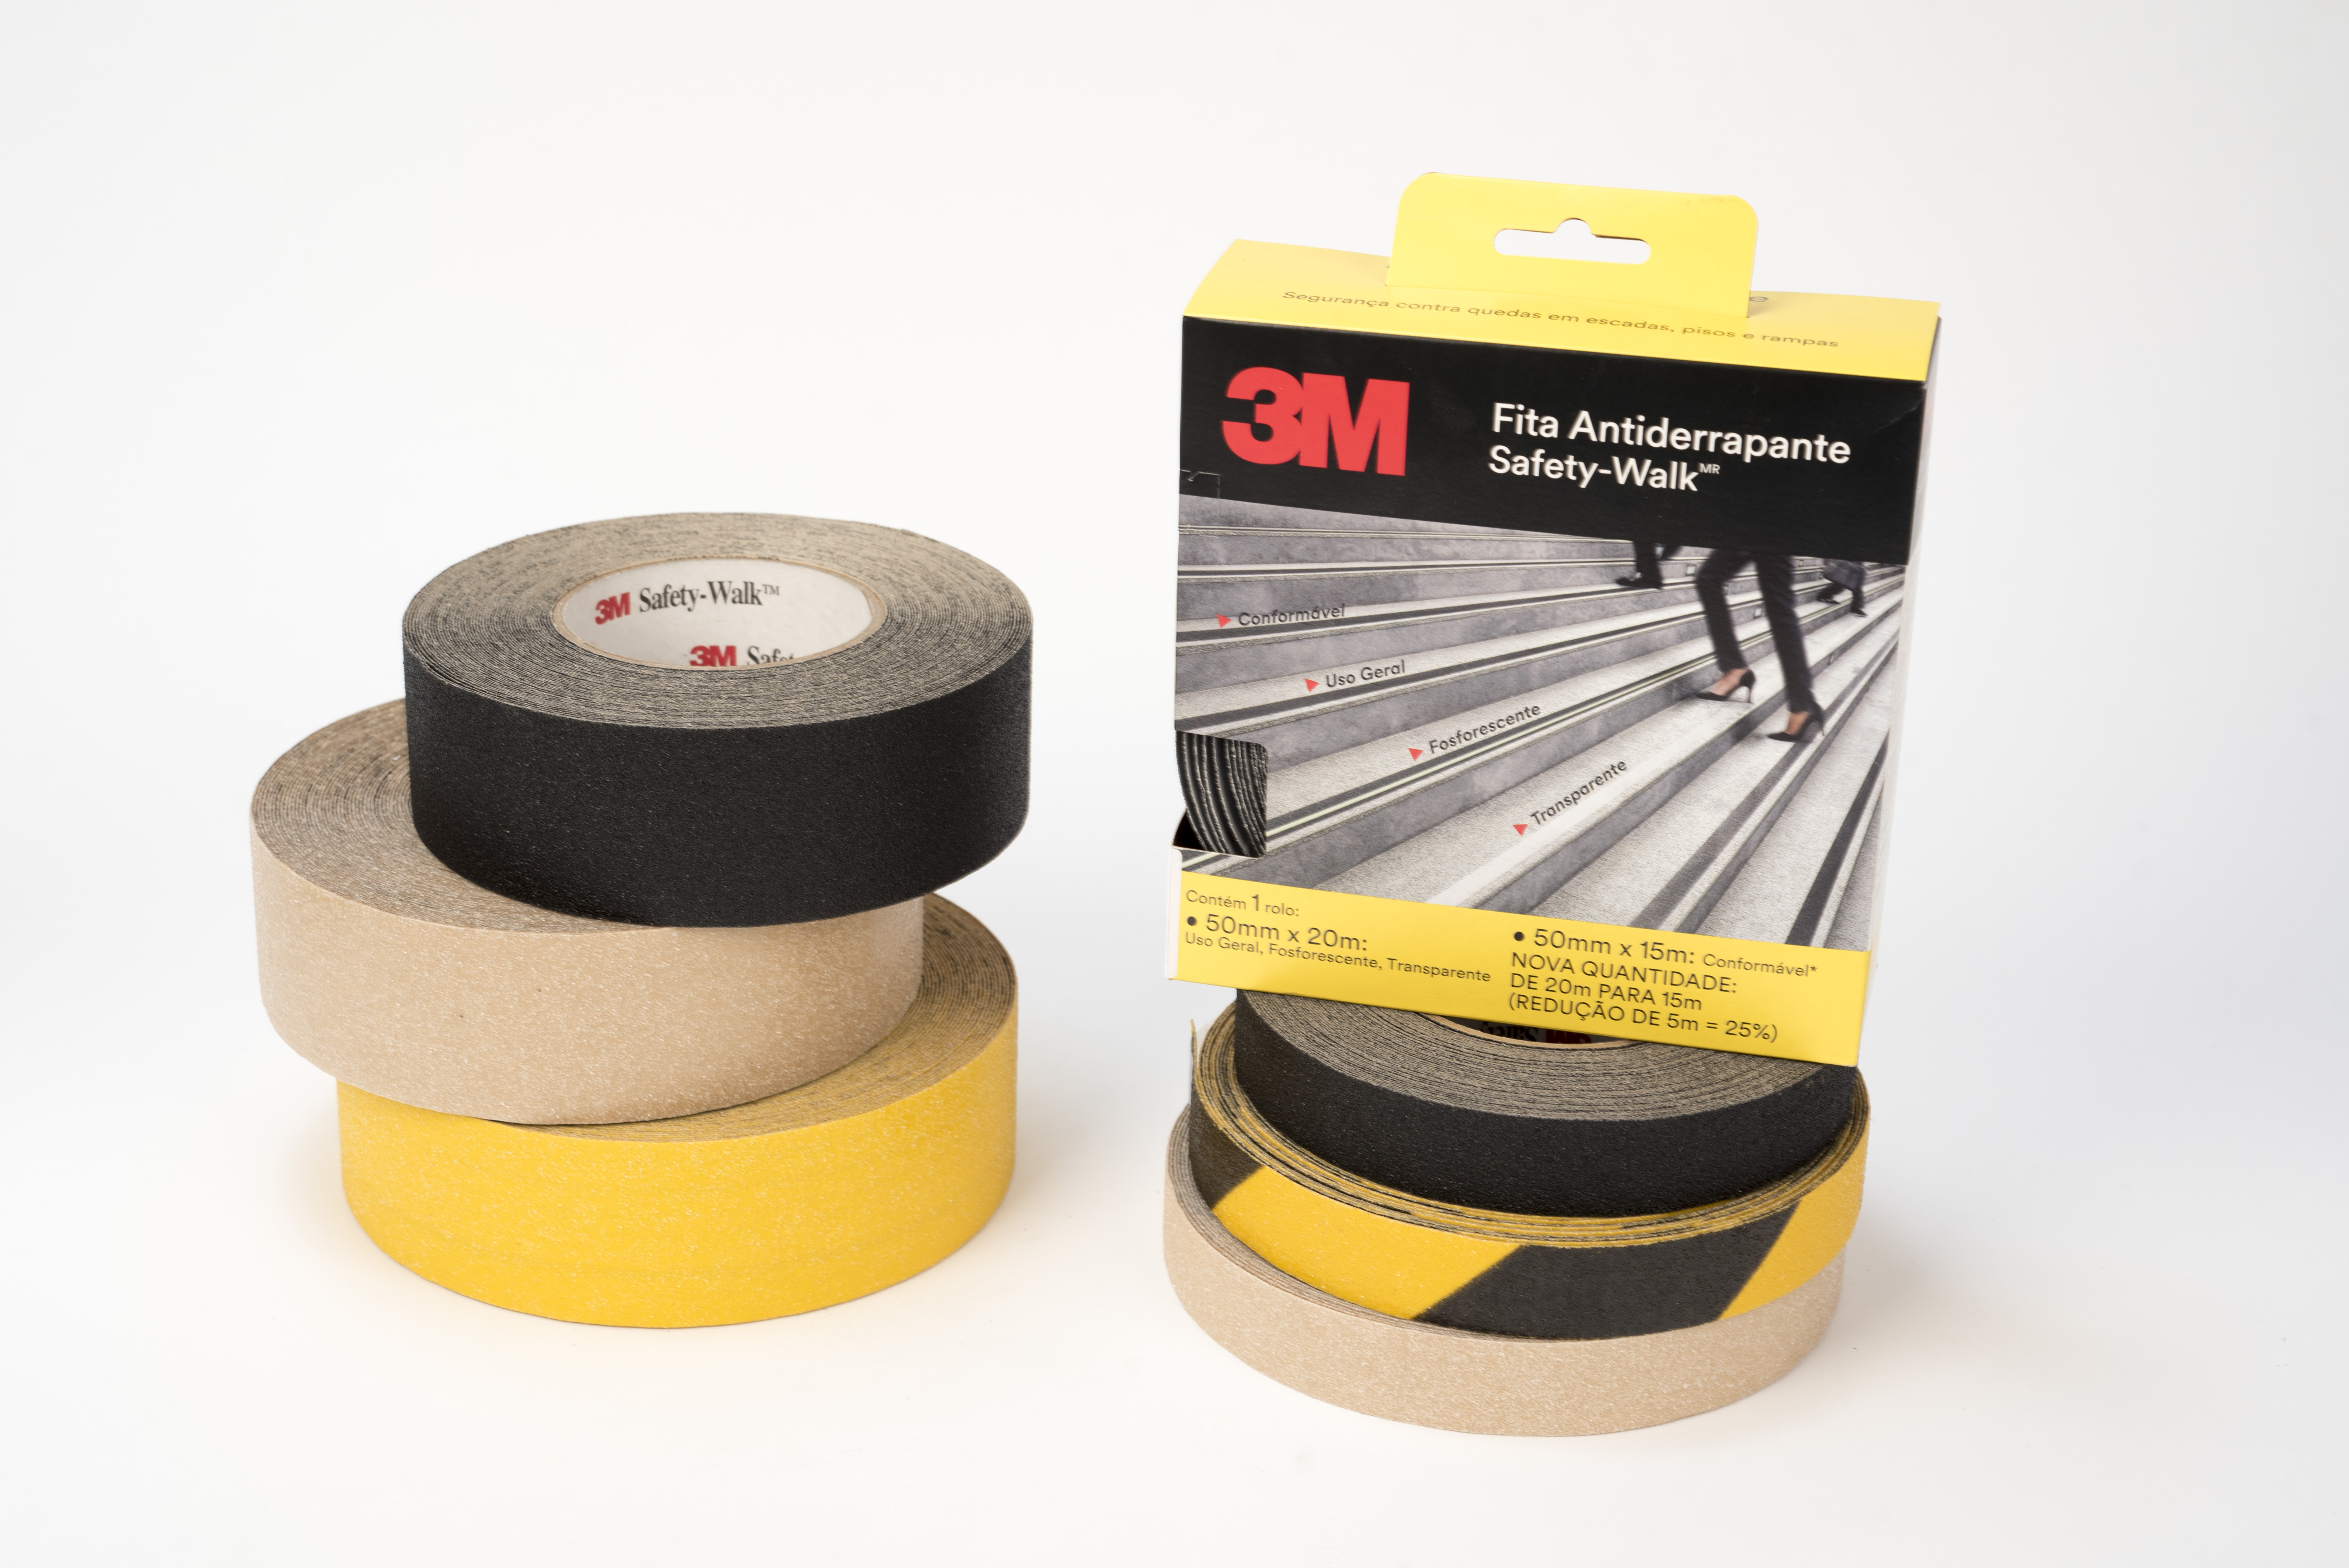 3M Safety-Walk™
3M Safe
Segurança contra quedas em escadas, pisos e rampas
3M
Fita Antiderrapante
Safety-Walk MR
Conformável
Uso Geral
Fosforescente
Transparente
Contém 1 rolo:
• 50mm x 20m:
Uso Geral, Fosforescente, Transparente
• 50mm x 15m: Conformável*
NOVA QUANTIDADE:
DE 20m PARA 15m
(REDUÇÃO DE 5m = 25%)